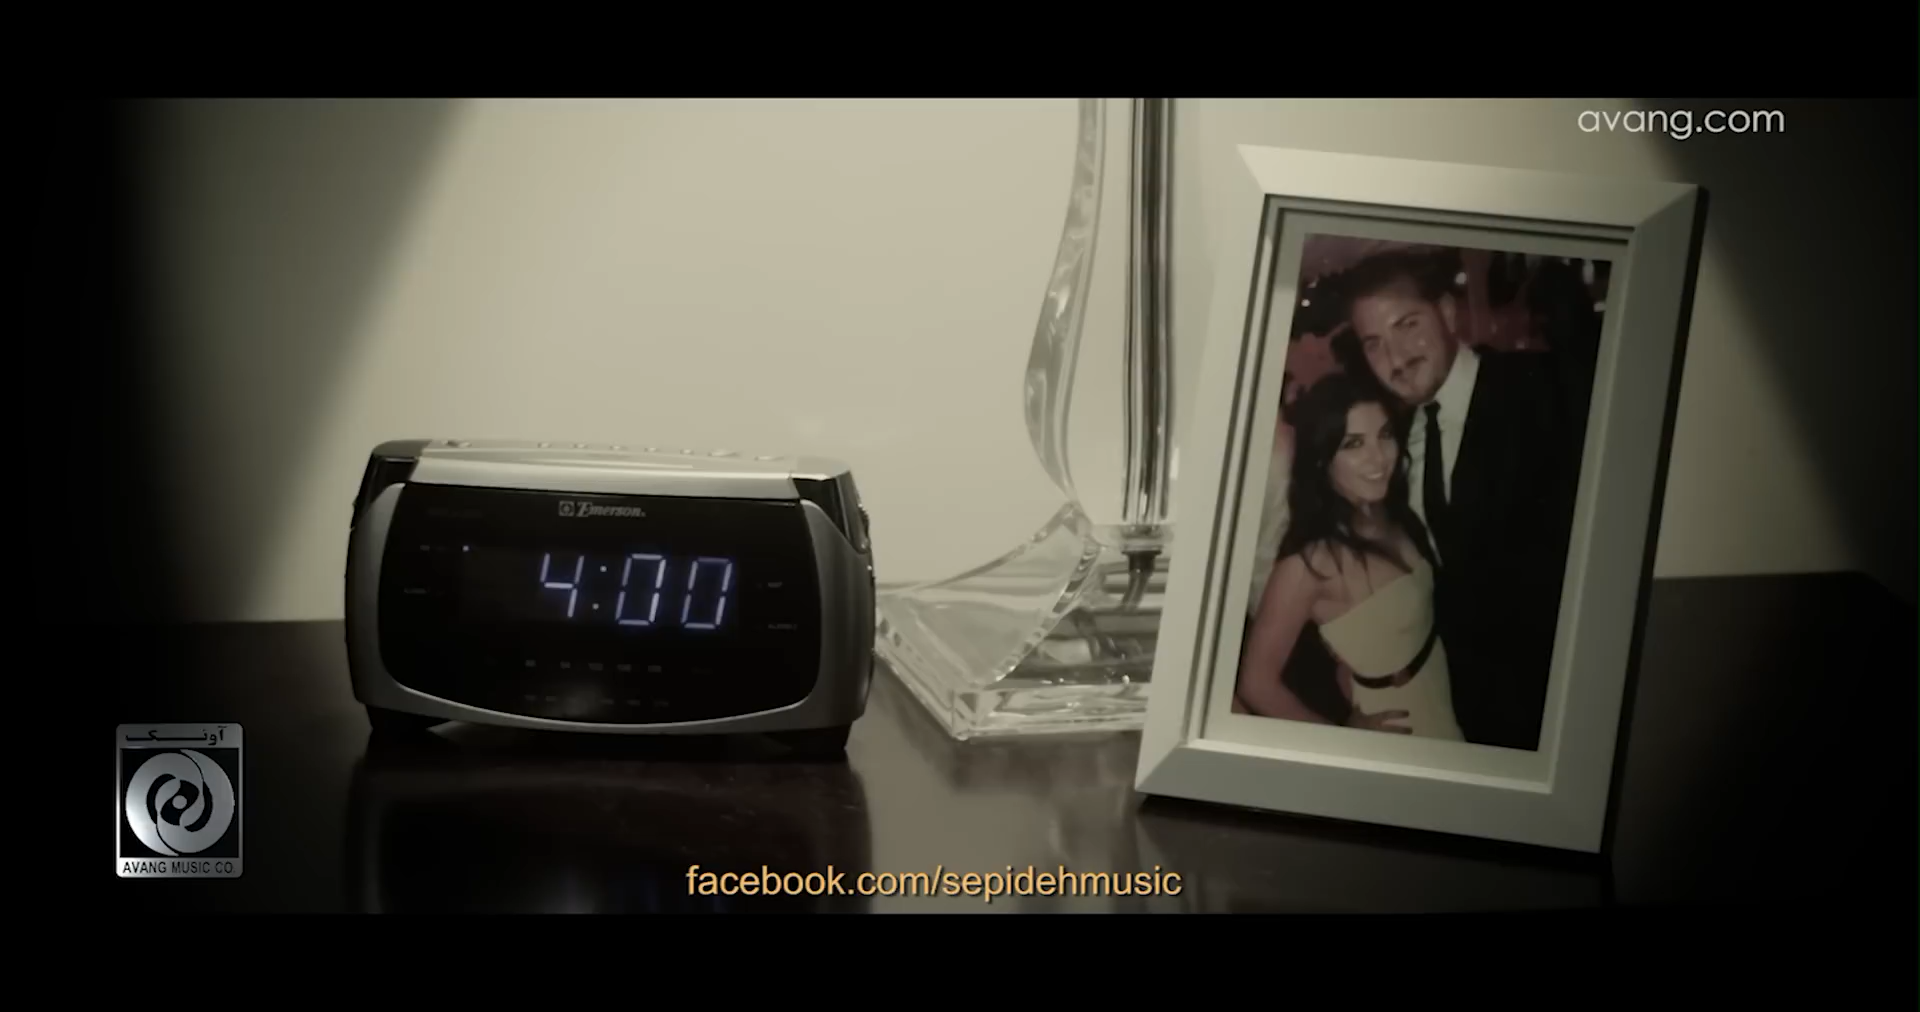 avang.com
Emerson
4:00
آونگ
AVANG MUSIC CO.
facebook.com/sepidehmusic